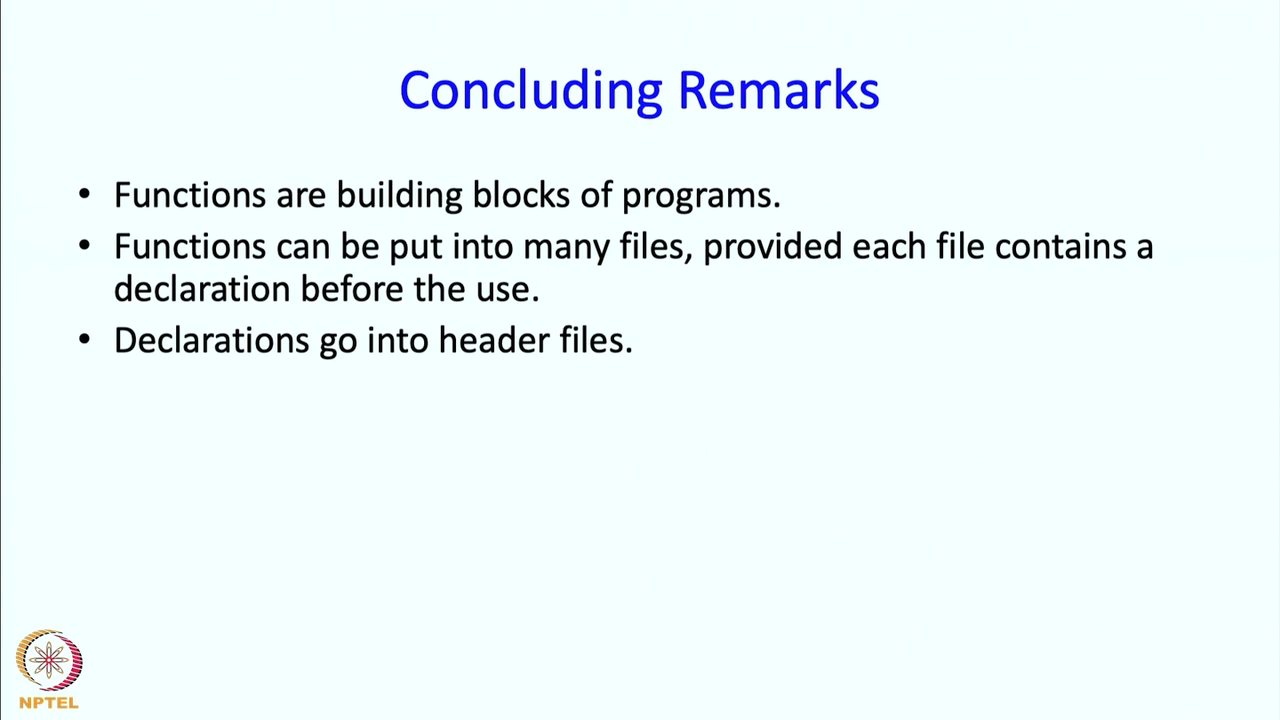 Concluding Remarks
• Functions are building blocks of programs.
• Functions can be put into many files, provided each file contains a
declaration before the use.
• Declarations go into header files.
NPTEL